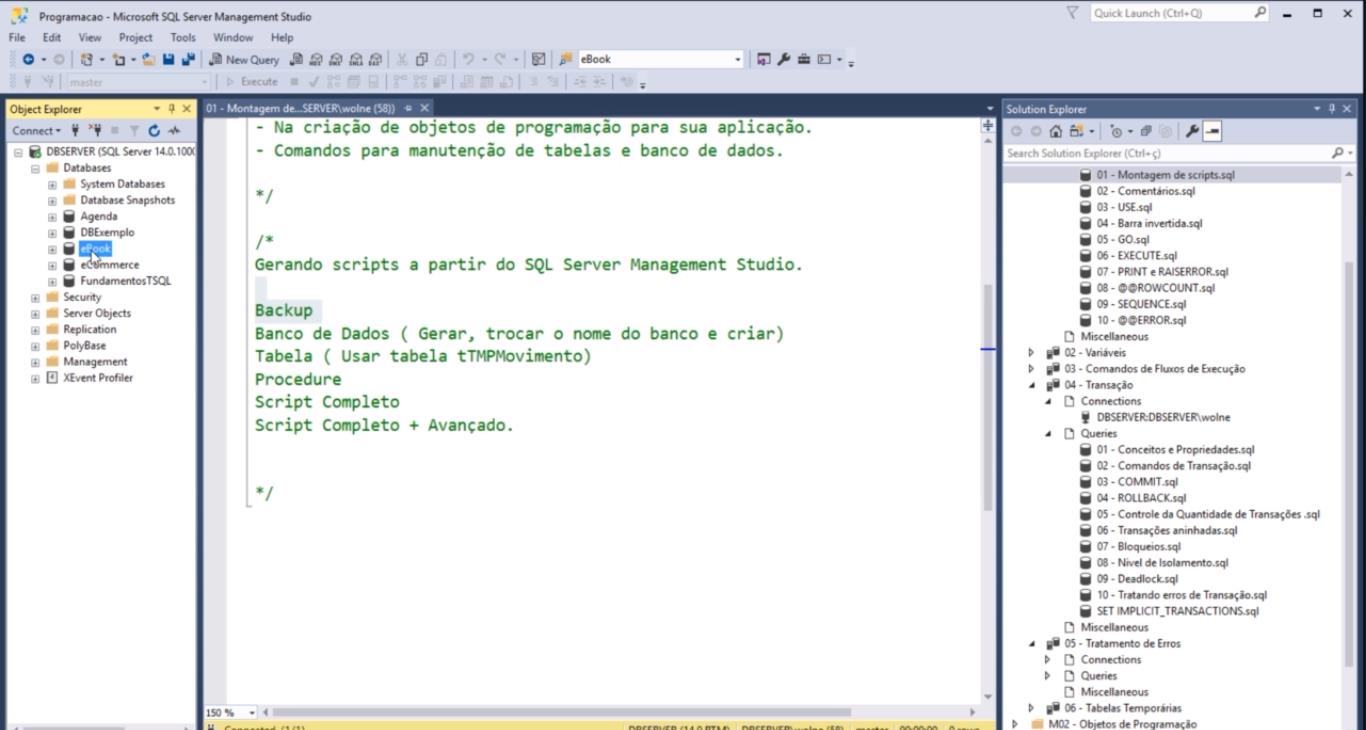 Programacao - Microsoft SQL Server Management Studio
Quick Launch (Ctrl+Q)
File Edit View Project Tools Window Help
New Query
eBook
master
Execute
Object Explorer
Connect
DBSERVER (SQL Server 14.0.1000
Databases
System Databases
Database Snapshots
Agenda
DBExemplo
eBook
eCommerce
FundamentosTSQL
Security
Server Objects
Replication
PolyBase
Management
XEvent Profiler
01 - Montagem de...SERVER\wolne (58))
- Na criação de objetos de programação para sua aplicação.
- Comandos para manutenção de tabelas e banco de dados.
*/
/*
Gerando scripts a partir do SQL Server Management Studio.
Backup
Banco de Dados ( Gerar, trocar o nome do banco e criar)
Tabela ( Usar tabela tTMPMovimento)
Procedure
Script Completo
Script Completo + Avançado.
*/
150 %
Connected. (1/1)
DBSERVER (14.0 RTM) DBSERVER\wolne (58) master 00:00:00 0 rows
Solution Explorer
Search Solution Explorer (Ctrl+ç)
01 - Montagem de scripts.sql
02 - Comentários.sql
03 - USE.sql
04 - Barra invertida.sql
05 - GO.sql
06 - EXECUTE.sql
07 - PRINT e RAISERROR.sql
08 - @@ROWCOUNT.sql
09 - SEQUENCE.sql
10 - @@ERROR.sql
Miscellaneous
02 - Variáveis
03 - Comandos de Fluxos de Execução
04 - Transação
Connections
DBSERVER:DBSERVER\wolne
Queries
01 - Conceitos e Propriedades.sql
02 - Comandos de Transação.sql
03 - COMMIT.sql
04 - ROLLBACK.sql
05 - Controle da Quantidade de Transações .sql
06 - Transações aninhadas.sql
07 - Bloqueios.sql
08 - Nivel de Isolamento.sql
09 - Deadlock.sql
10 - Tratando erros de Transação.sql
SET IMPLICIT_TRANSACTIONS.sql
Miscellaneous
05 - Tratamento de Erros
Connections
Queries
Miscellaneous
06 - Tabelas Temporárias
M02 - Objetos de Programação